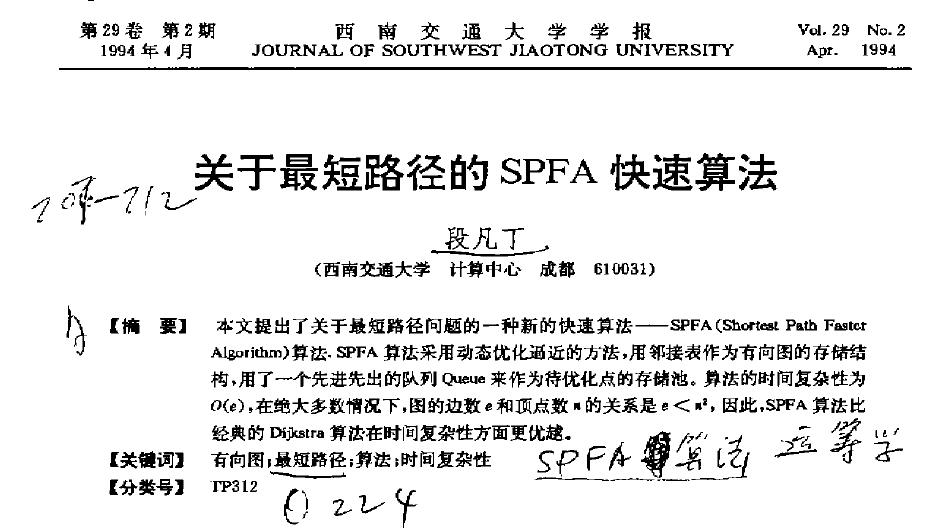 第29卷 第2期 西南交通大学学报 Vol. 29 No. 2
1994年4月 JOURNAL OF SOUTHWEST JIAOTONG UNIVERSITY Apr. 1994
关于最短路径的 SPFA 快速算法
段凡丁
(西南交通大学 计算中心 成都 610031)
【摘 要】 本文提出了关于最短路径问题的一种新的快速算法——SPFA(Shortest Path Faster
Algorithm)算法. SPFA 算法采用动态优化逼近的方法,用邻接表作为有向图的存储结
构,用了一个先进先出的队列 Queue 来作为待优化点的存储池。算法的时间复杂性为
O(e),在绝大多数情况下,图的边数 e 和顶点数 n 的关系是 e<n²,因此,SPFA 算法比
经典的 Dijkstra 算法在时间复杂性方面更优越。
【关键词】 有向图;最短路径;算法;时间复杂性
SPFA 算法 运筹学
【分类号】 TP312
O224